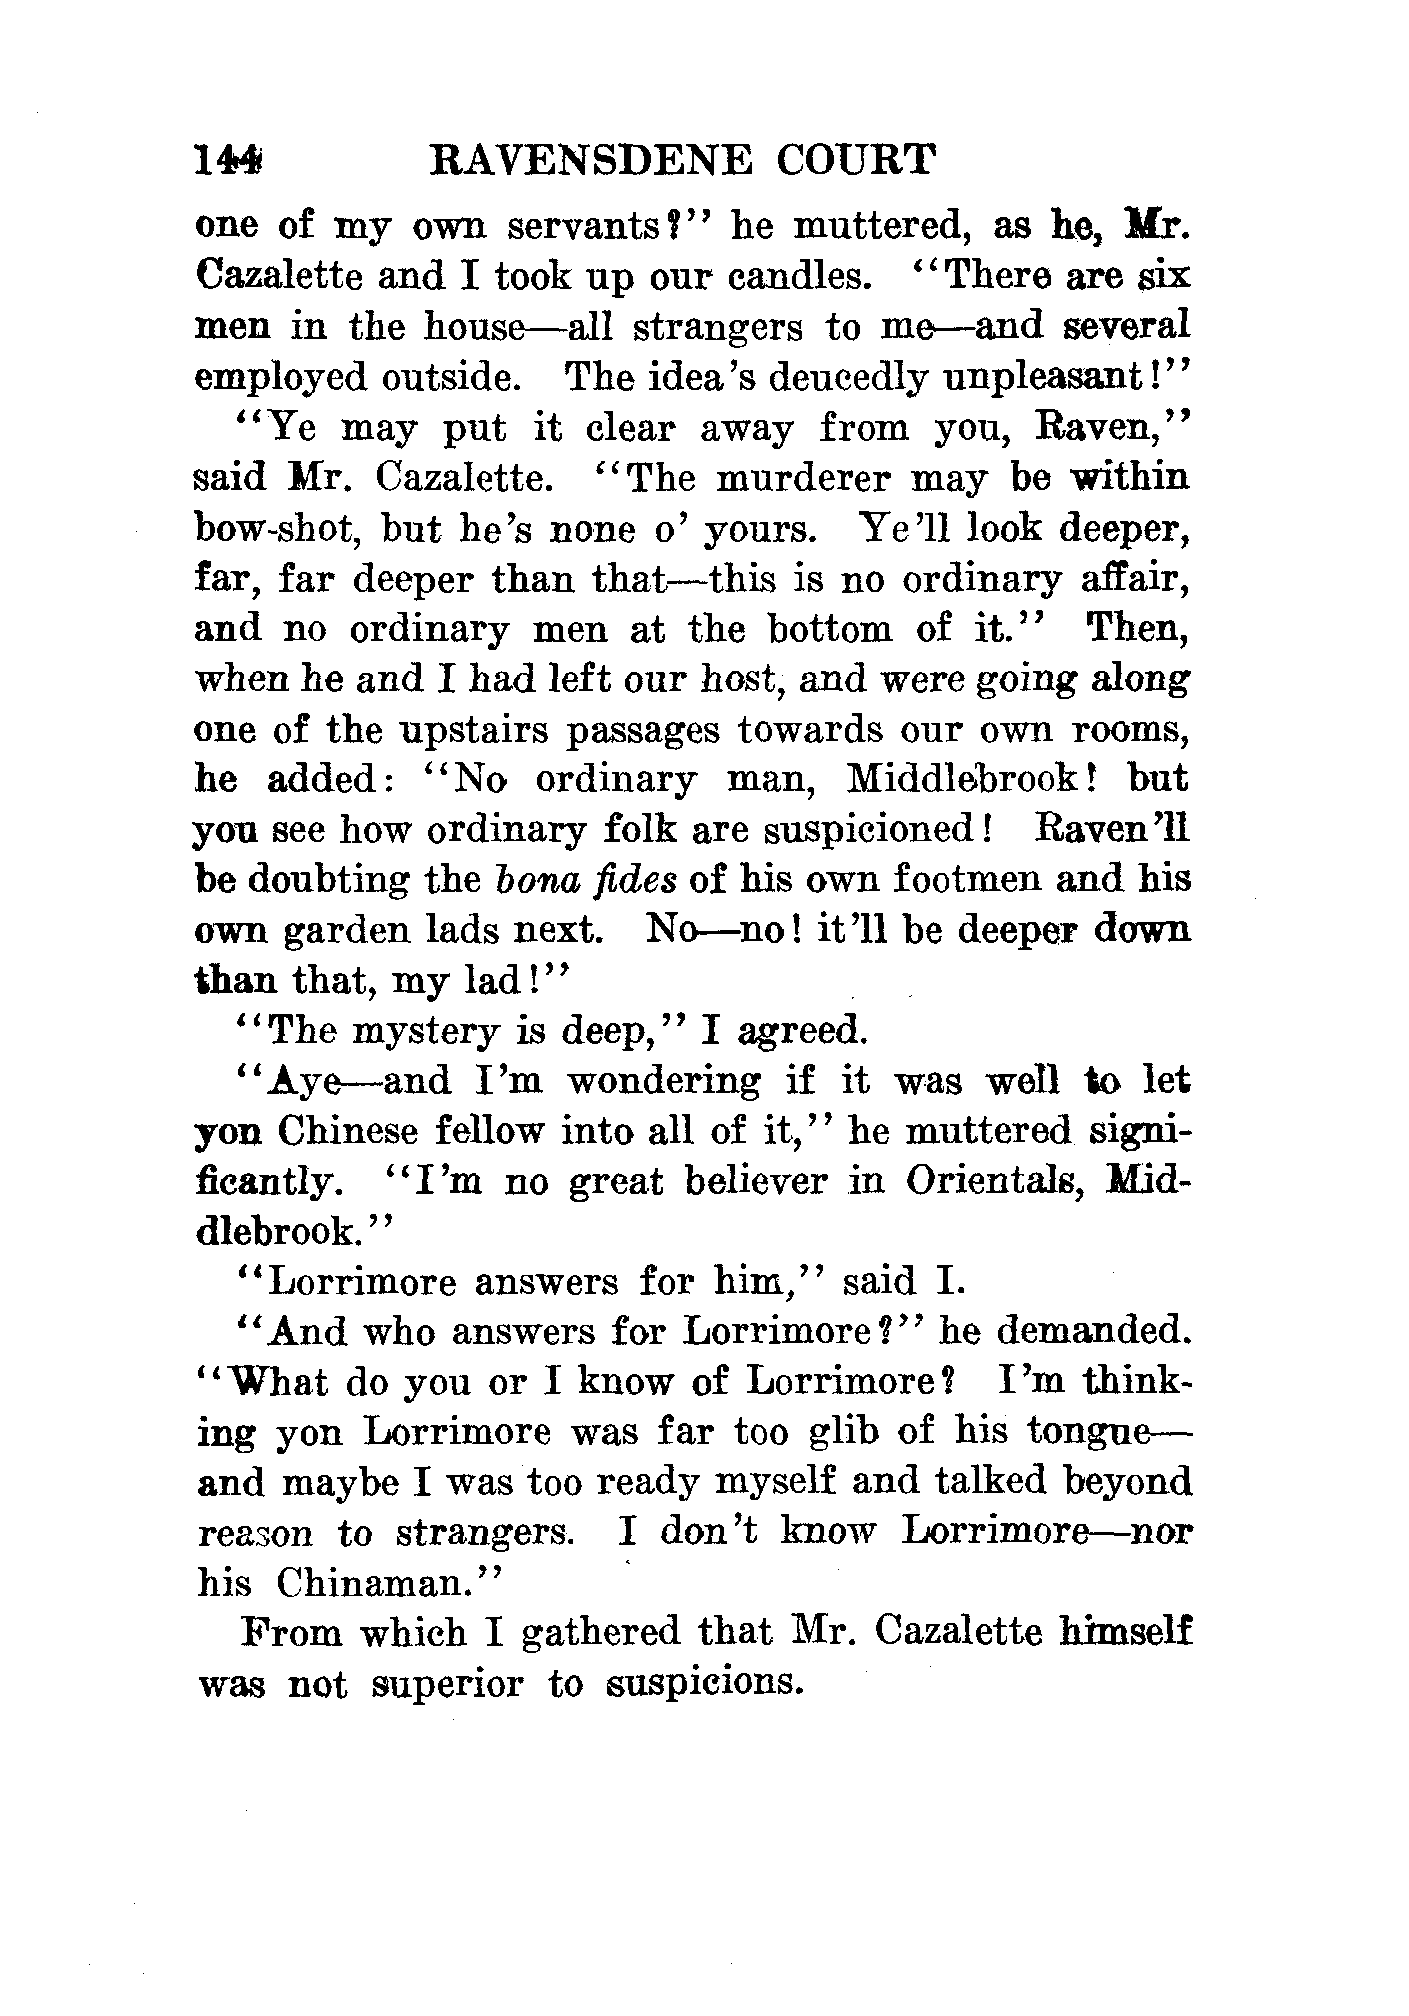 144 RAVENSDENE COURT
one of my own servants?" he muttered, as he, Mr.
Cazalette and I took up our candles. "There are six
men in the house—all strangers to me—and several
employed outside. The idea's deucedly unpleasant!"
"Ye may put it clear away from you, Raven,"
said Mr. Cazalette. "The murderer may be within
bow-shot, but he's none o' yours. Ye'll look deeper,
far, far deeper than that—this is no ordinary affair,
and no ordinary men at the bottom of it." Then,
when he and I had left our host, and were going along
one of the upstairs passages towards our own rooms,
he added: "No ordinary man, Middlebrook! but
you see how ordinary folk are suspicioned! Raven'll
be doubting the bona fides of his own footmen and his
own garden lads next. No—no! it'll be deeper down
than that, my lad!"
"The mystery is deep," I agreed.
"Aye—and I'm wondering if it was well to let
yon Chinese fellow into all of it," he muttered signi-
ficantly. "I'm no great believer in Orientals, Mid-
dlebrook."
"Lorrimore answers for him," said I.
"And who answers for Lorrimore?" he demanded.
"What do you or I know of Lorrimore? I'm think-
ing yon Lorrimore was far too glib of his tongue—
and maybe I was too ready myself and talked beyond
reason to strangers. I don't know Lorrimore—nor
his Chinaman."
From which I gathered that Mr. Cazalette himself
was not superior to suspicions.